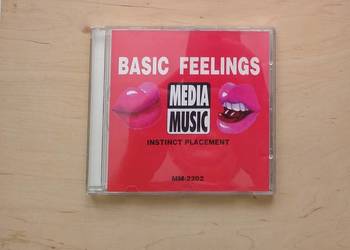 BASIC FEELINGS
MEDIA
MUSIC
INSTINCT PLACEMENT
MM-2202